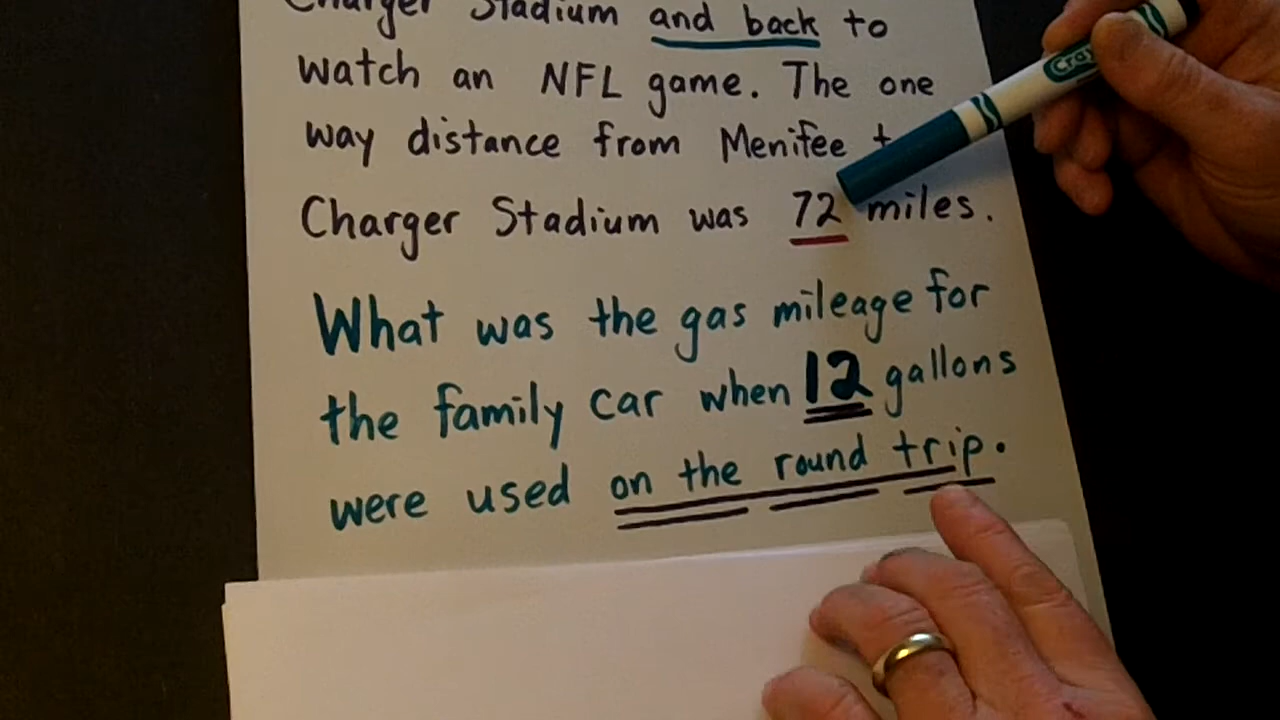 Charger Stadium and back to
watch an NFL game. The one
way distance from Menifee
Charger Stadium was 72 miles.
What was the gas mileage for
the family car when 12 gallons
were used on the round trip.